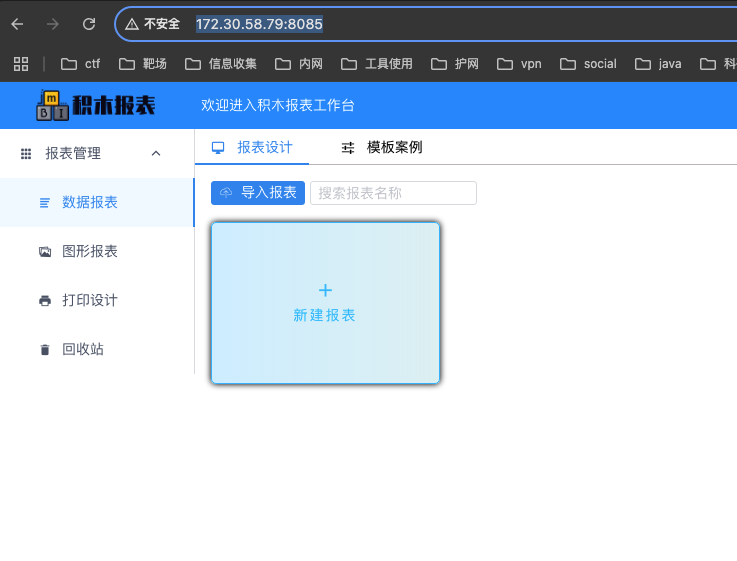 不安全 172.30.58.79:8085
ctf 靶场 信息收集 内网 工具使用 护网 vpn social java 科
m B I 积木报表 欢迎进入积木报表工作台
报表管理 报表设计 模板案例
导入报表 搜索报表名称
数据报表
图形报表
新建报表
打印设计
回收站